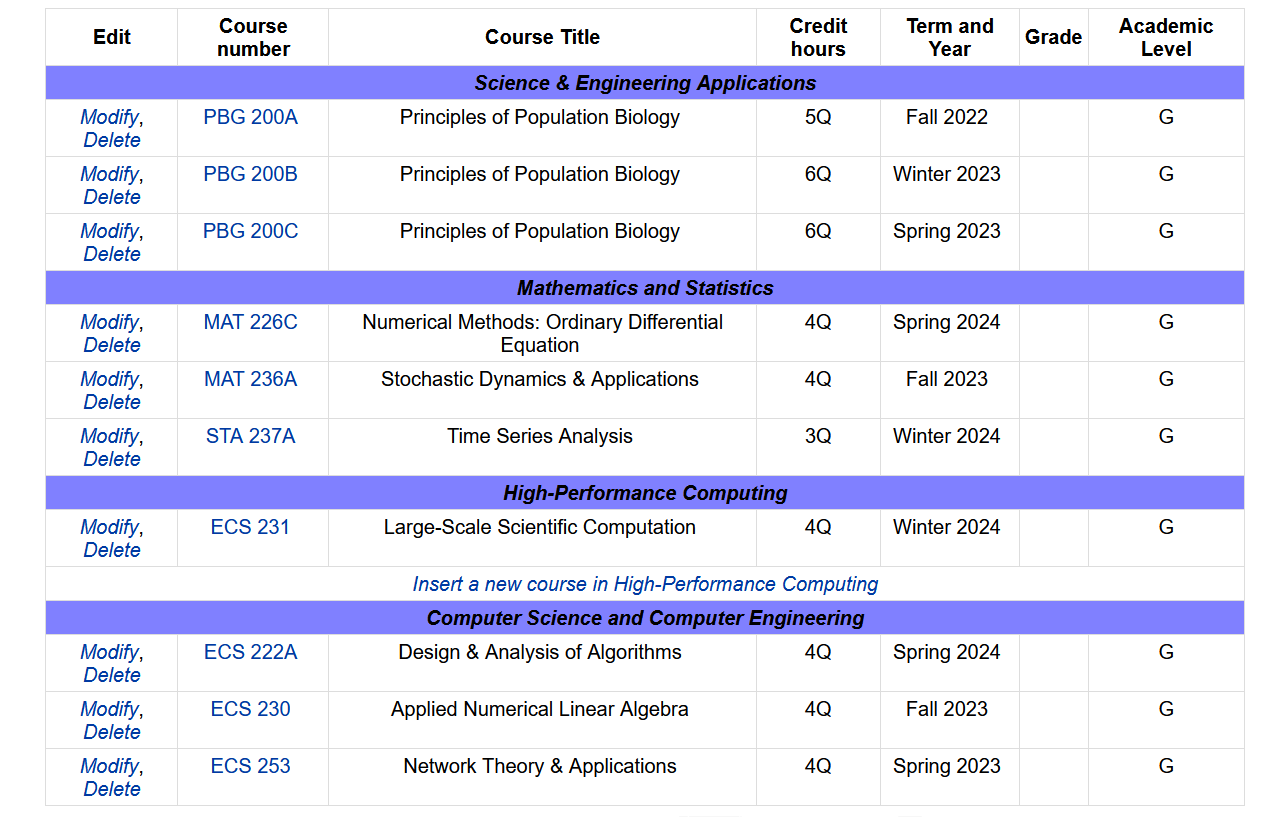 Edit Course number Course Title Credit hours Term and Year Grade Academic Level
Science & Engineering Applications
Modify, Delete PBG 200A Principles of Population Biology 5Q Fall 2022 G
Modify, Delete PBG 200B Principles of Population Biology 6Q Winter 2023 G
Modify, Delete PBG 200C Principles of Population Biology 6Q Spring 2023 G
Mathematics and Statistics
Modify, Delete MAT 226C Numerical Methods: Ordinary Differential Equation 4Q Spring 2024 G
Modify, Delete MAT 236A Stochastic Dynamics & Applications 4Q Fall 2023 G
Modify, Delete STA 237A Time Series Analysis 3Q Winter 2024 G
High-Performance Computing
Modify, Delete ECS 231 Large-Scale Scientific Computation 4Q Winter 2024 G
Insert a new course in High-Performance Computing
Computer Science and Computer Engineering
Modify, Delete ECS 222A Design & Analysis of Algorithms 4Q Spring 2024 G
Modify, Delete ECS 230 Applied Numerical Linear Algebra 4Q Fall 2023 G
Modify, Delete ECS 253 Network Theory & Applications 4Q Spring 2023 G